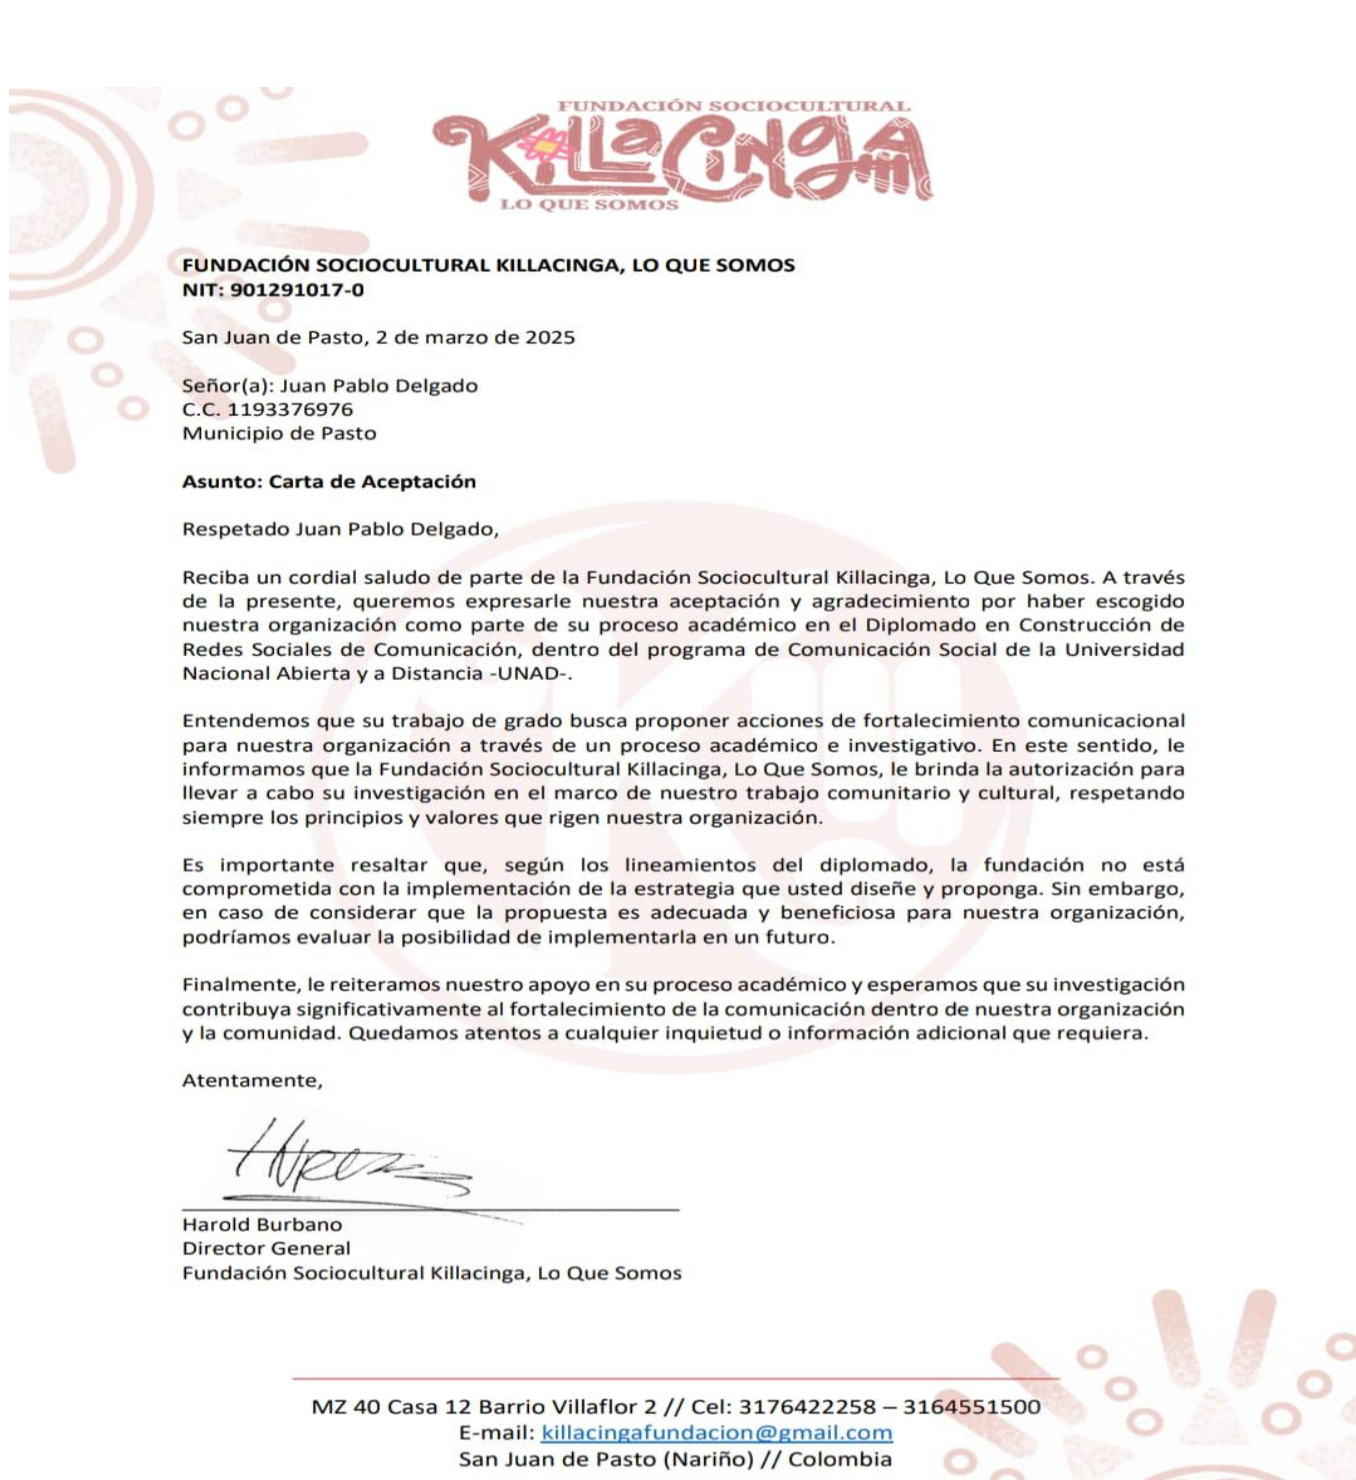 FUNDACIÓN SOCIOCULTURAL
KILLACINGA
LO QUE SOMOS
FUNDACIÓN SOCIOCULTURAL KILLACINGA, LO QUE SOMOS
NIT: 901291017-0
San Juan de Pasto, 2 de marzo de 2025
Señor(a): Juan Pablo Delgado
C.C. 1193376976
Municipio de Pasto
Asunto: Carta de Aceptación
Respetado Juan Pablo Delgado,
Reciba un cordial saludo de parte de la Fundación Sociocultural Killacinga, Lo Que Somos. A través
de la presente, queremos expresarle nuestra aceptación y agradecimiento por haber escogido
nuestra organización como parte de su proceso académico en el Diplomado en Construcción de
Redes Sociales de Comunicación, dentro del programa de Comunicación Social de la Universidad
Nacional Abierta y a Distancia -UNAD-.
Entendemos que su trabajo de grado busca proponer acciones de fortalecimiento comunicacional
para nuestra organización a través de un proceso académico e investigativo. En este sentido, le
informamos que la Fundación Sociocultural Killacinga, Lo Que Somos, le brinda la autorización para
llevar a cabo su investigación en el marco de nuestro trabajo comunitario y cultural, respetando
siempre los principios y valores que rigen nuestra organización.
Es importante resaltar que, según los lineamientos del diplomado, la fundación no está
comprometida con la implementación de la estrategia que usted diseñe y proponga. Sin embargo,
en caso de considerar que la propuesta es adecuada y beneficiosa para nuestra organización,
podríamos evaluar la posibilidad de implementarla en un futuro.
Finalmente, le reiteramos nuestro apoyo en su proceso académico y esperamos que su investigación
contribuya significativamente al fortalecimiento de la comunicación dentro de nuestra organización
y la comunidad. Quedamos atentos a cualquier inquietud o información adicional que requiera.
Atentamente,
Harold Burbano
Director General
Fundación Sociocultural Killacinga, Lo Que Somos
MZ 40 Casa 12 Barrio Villaflor 2 // Cel: 3176422258 – 3164551500
E-mail: killacingafundacion@gmail.com
San Juan de Pasto (Nariño) // Colombia